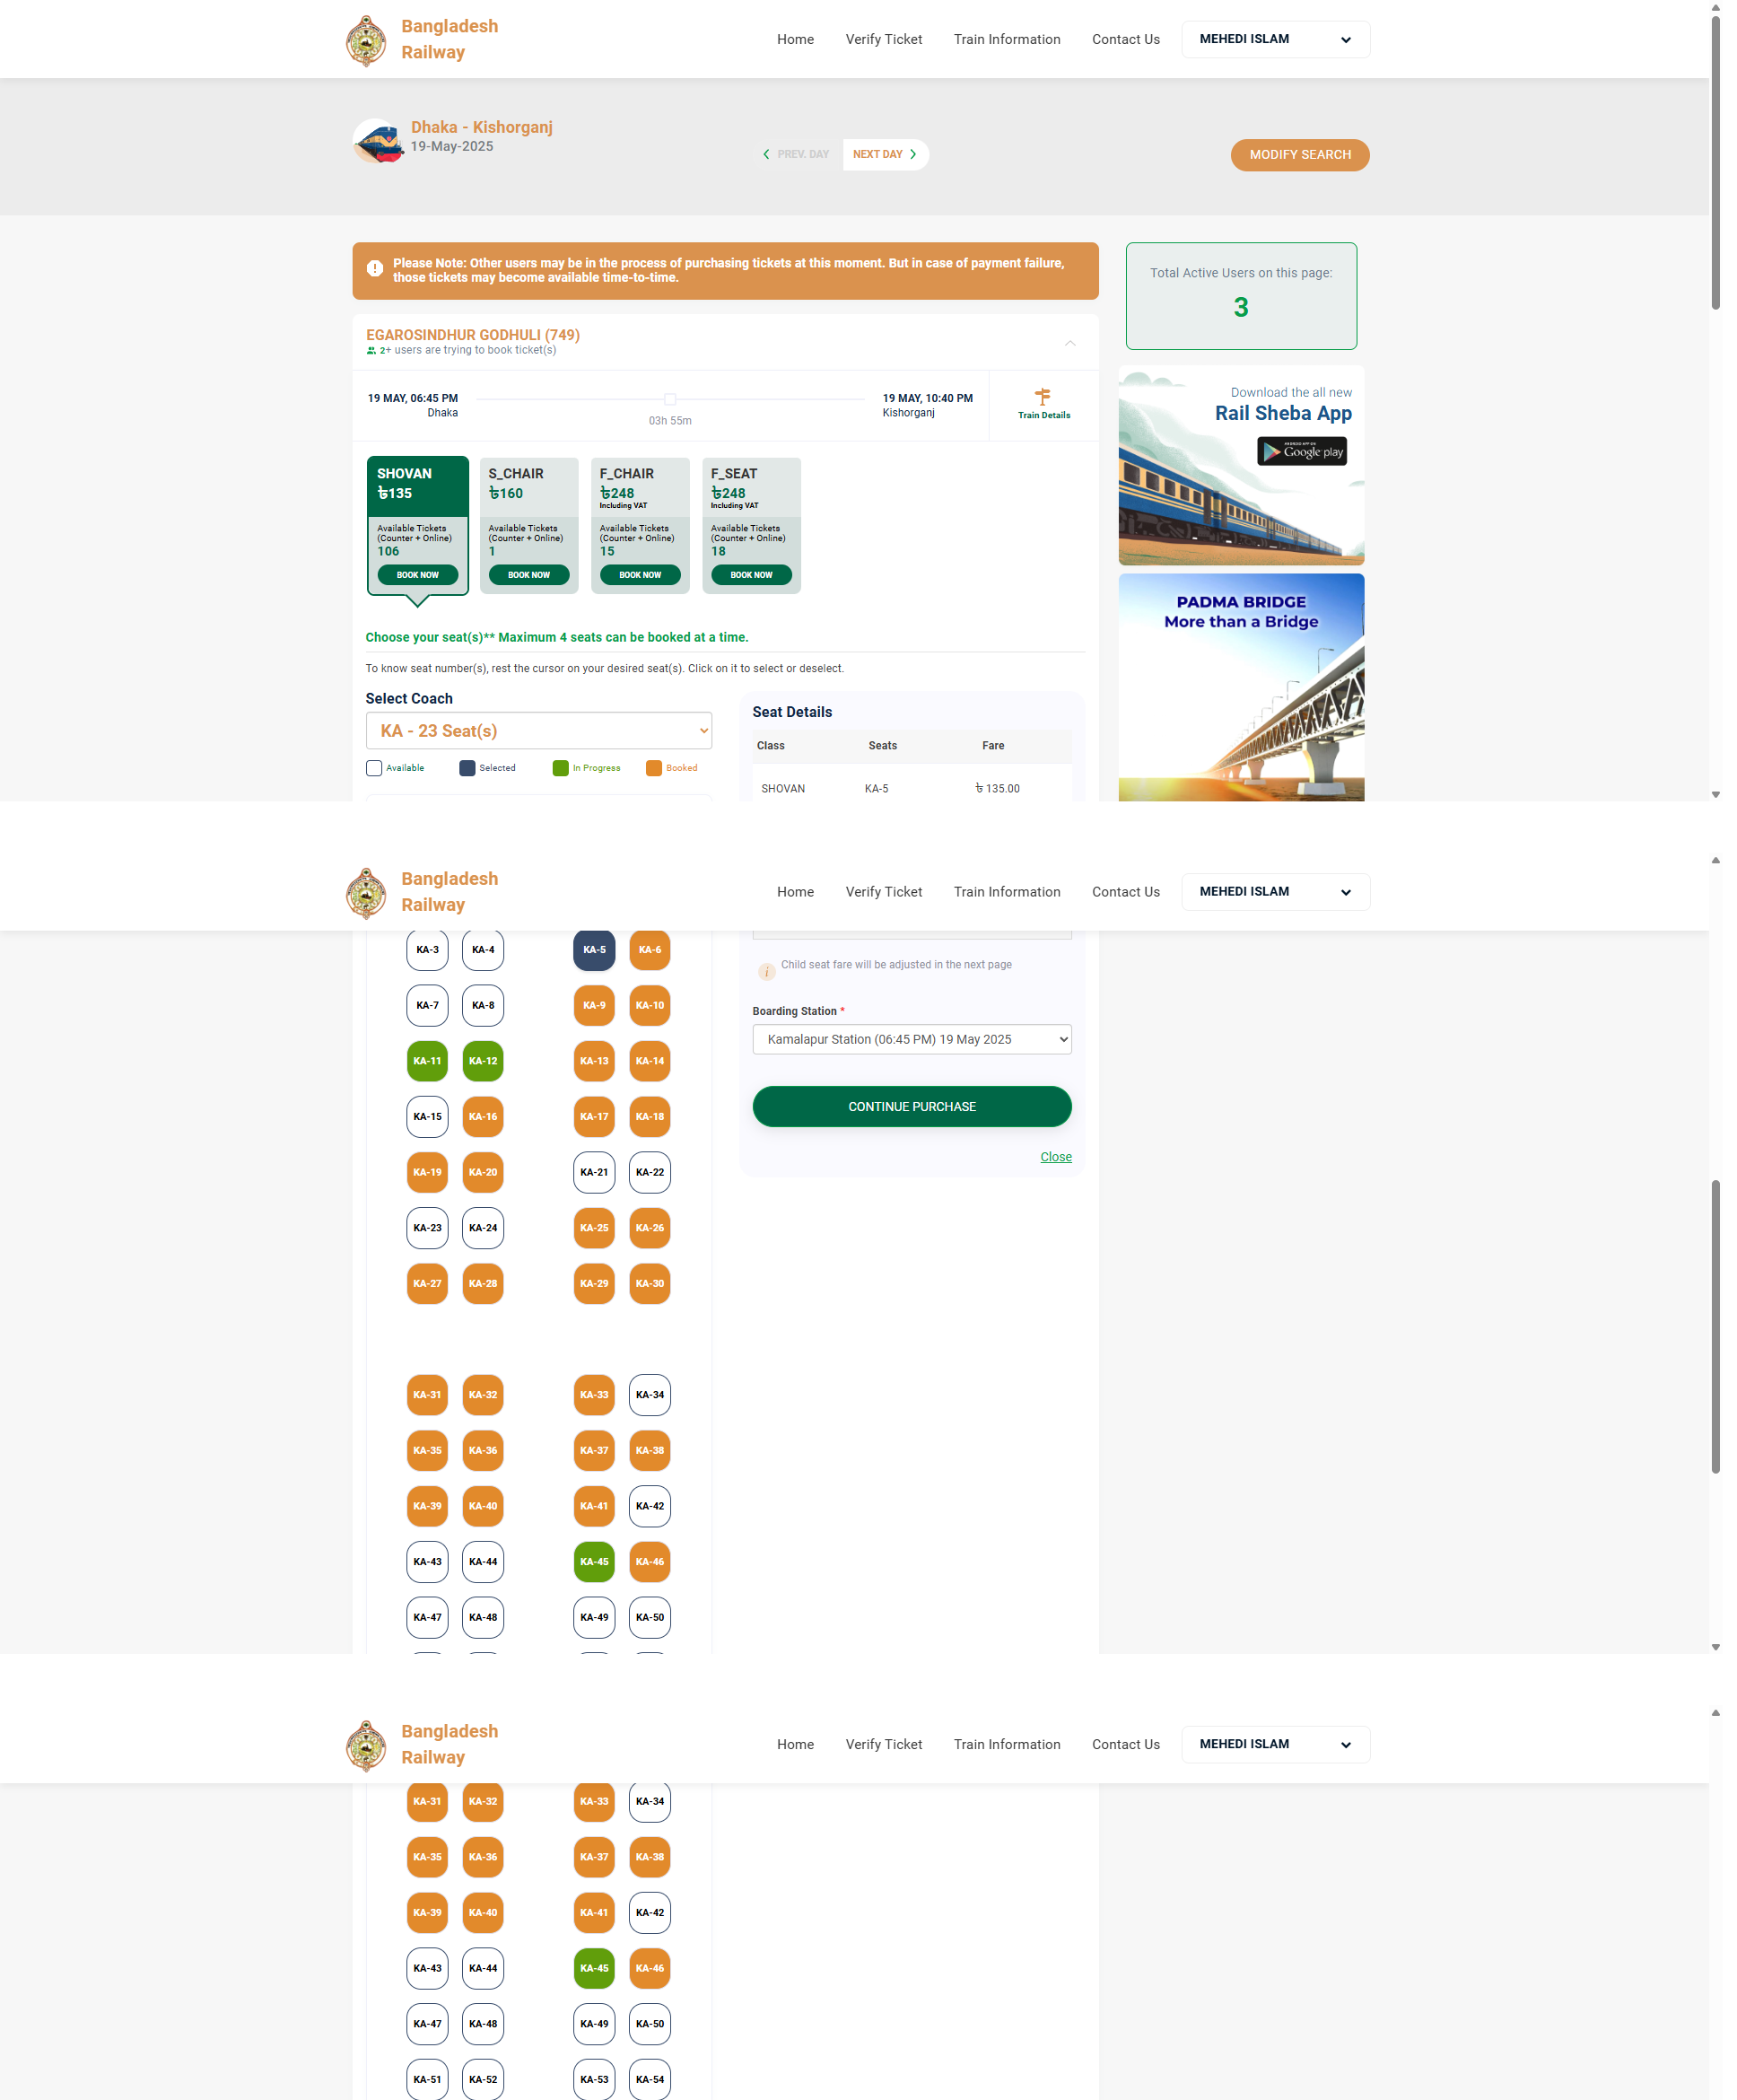 Bangladesh
Railway
Home
Verify Ticket
Train Information
Contact Us
MEHEDI ISLAM
Dhaka - Kishorganj
19-May-2025
PREV. DAY
NEXT DAY
MODIFY SEARCH
Please Note: Other users may be in the process of purchasing tickets at this moment. But in case of payment failure,
those tickets may become available time-to-time.
Total Active Users on this page:
3
EGAROSINDHUR GODHULI (749)
2+ users are trying to book ticket(s)
19 MAY, 06:45 PM
Dhaka
03h 55m
19 MAY, 10:40 PM
Kishorganj
Train Details
Download the all new
Rail Sheba App
ANDROID APP ON
Google play
SHOVAN
৳135
Available Tickets
(Counter + Online)
106
BOOK NOW
S_CHAIR
৳160
Available Tickets
(Counter + Online)
1
BOOK NOW
F_CHAIR
৳248
Including VAT
Available Tickets
(Counter + Online)
15
BOOK NOW
F_SEAT
৳248
Including VAT
Available Tickets
(Counter + Online)
18
BOOK NOW
PADMA BRIDGE
More than a Bridge
Choose your seat(s)** Maximum 4 seats can be booked at a time.
To know seat number(s), rest the cursor on your desired seat(s). Click on it to select or deselect.
Select Coach
KA - 23 Seat(s)
Available
Selected
In Progress
Booked
Seat Details
Class Seats Fare
SHOVAN KA-5 ৳ 135.00
Bangladesh
Railway
Home
Verify Ticket
Train Information
Contact Us
MEHEDI ISLAM
KA-3 KA-4 KA-5 KA-6
KA-7 KA-8 KA-9 KA-10
KA-11 KA-12 KA-13 KA-14
KA-15 KA-16 KA-17 KA-18
KA-19 KA-20 KA-21 KA-22
KA-23 KA-24 KA-25 KA-26
KA-27 KA-28 KA-29 KA-30
KA-31 KA-32 KA-33 KA-34
KA-35 KA-36 KA-37 KA-38
KA-39 KA-40 KA-41 KA-42
KA-43 KA-44 KA-45 KA-46
KA-47 KA-48 KA-49 KA-50
i
Child seat fare will be adjusted in the next page
Boarding Station *
Kamalapur Station (06:45 PM) 19 May 2025
CONTINUE PURCHASE
Close
Bangladesh
Railway
Home
Verify Ticket
Train Information
Contact Us
MEHEDI ISLAM
KA-31 KA-32 KA-33 KA-34
KA-35 KA-36 KA-37 KA-38
KA-39 KA-40 KA-41 KA-42
KA-43 KA-44 KA-45 KA-46
KA-47 KA-48 KA-49 KA-50
KA-51 KA-52 KA-53 KA-54